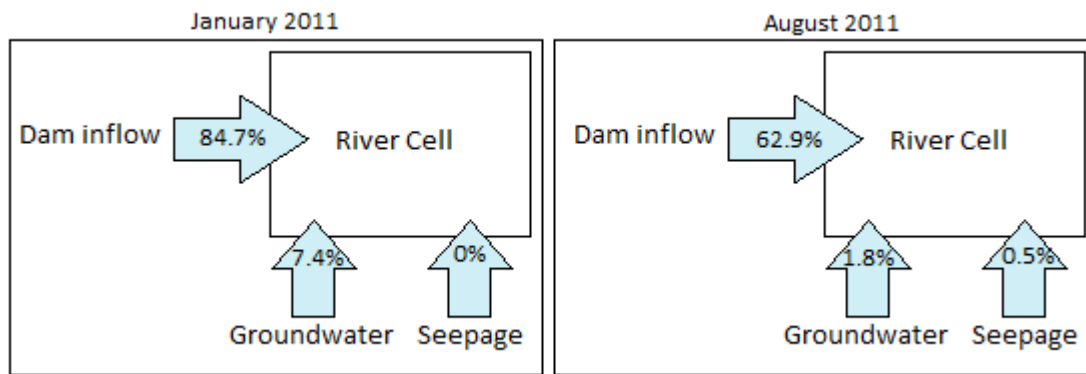 January 2011
Dam inflow
84.7%
River Cell
7.4%
0%
Groundwater
Seepage
August 2011
Dam inflow
62.9%
River Cell
1.8%
0.5%
Groundwater
Seepage